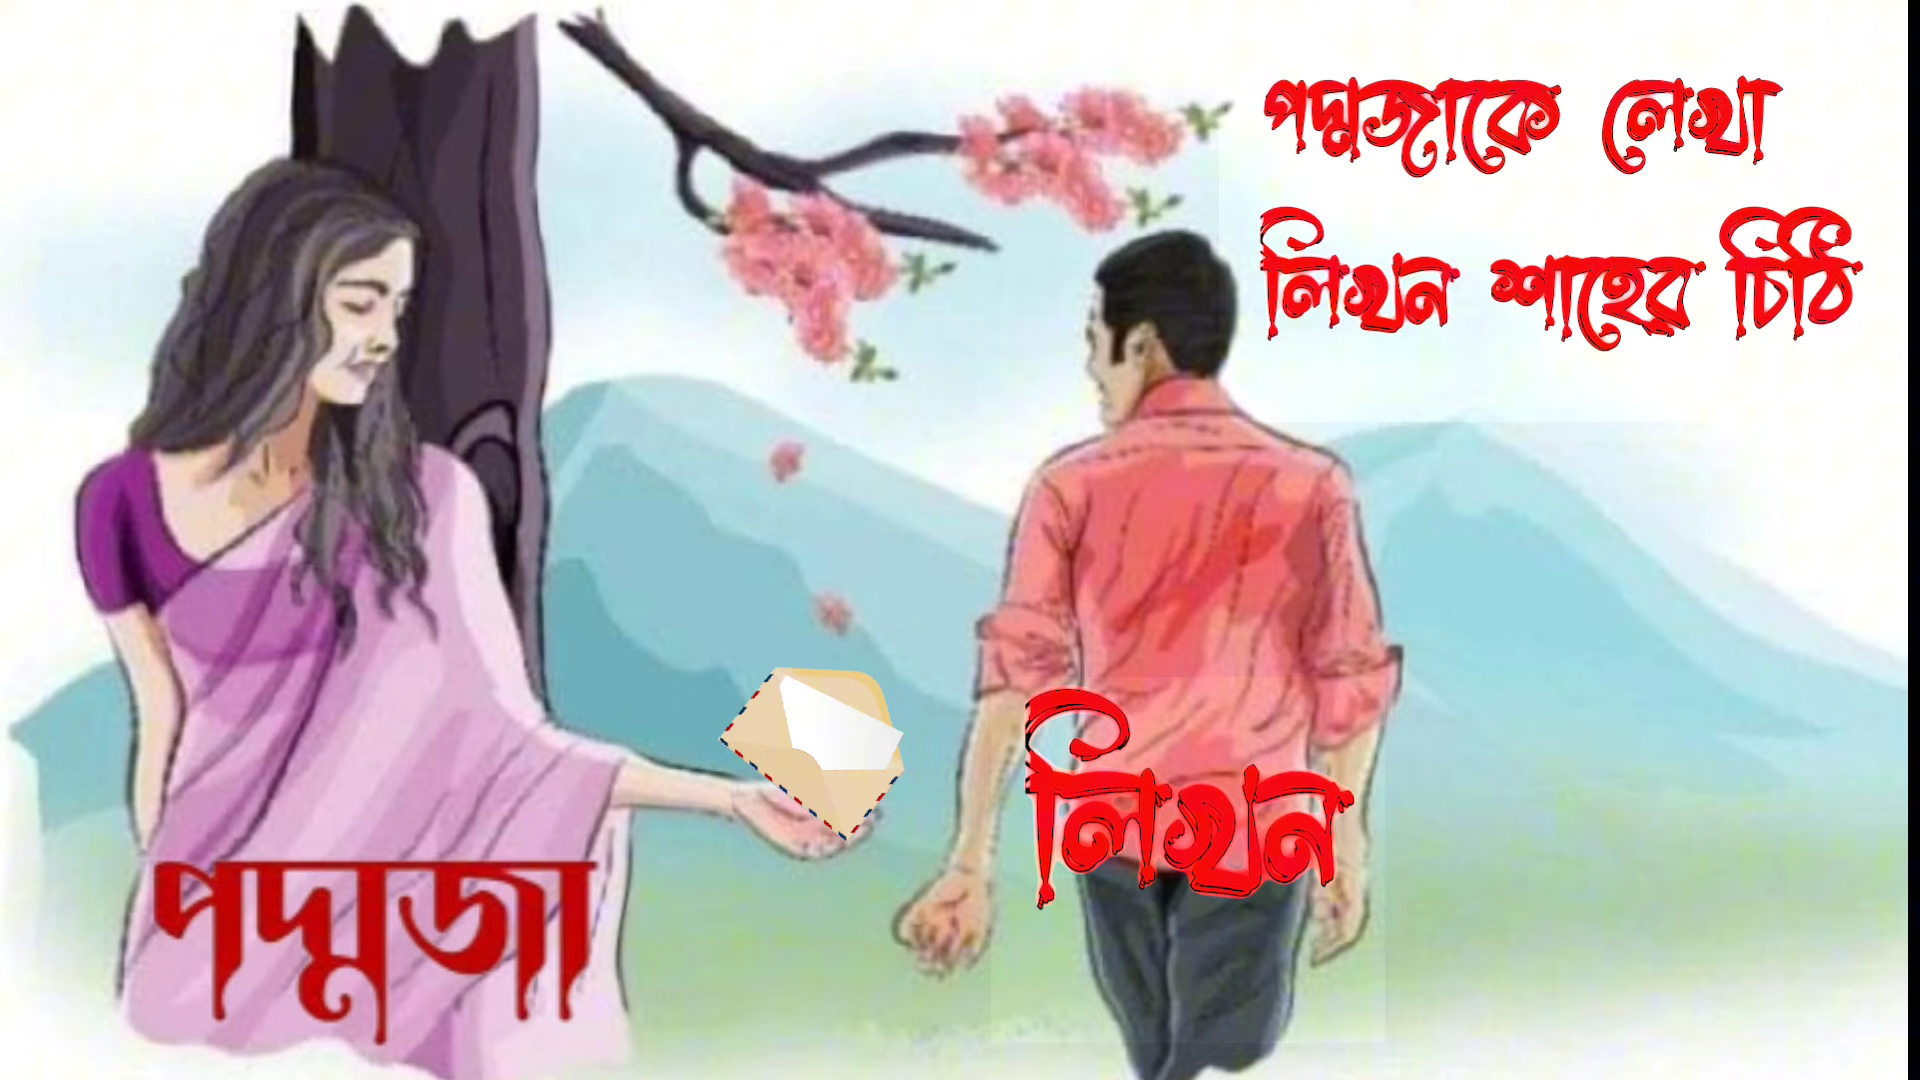 পদ্মজাকে লেখা
লিখন শাহের চিঠি
লিখন
পদ্মজা